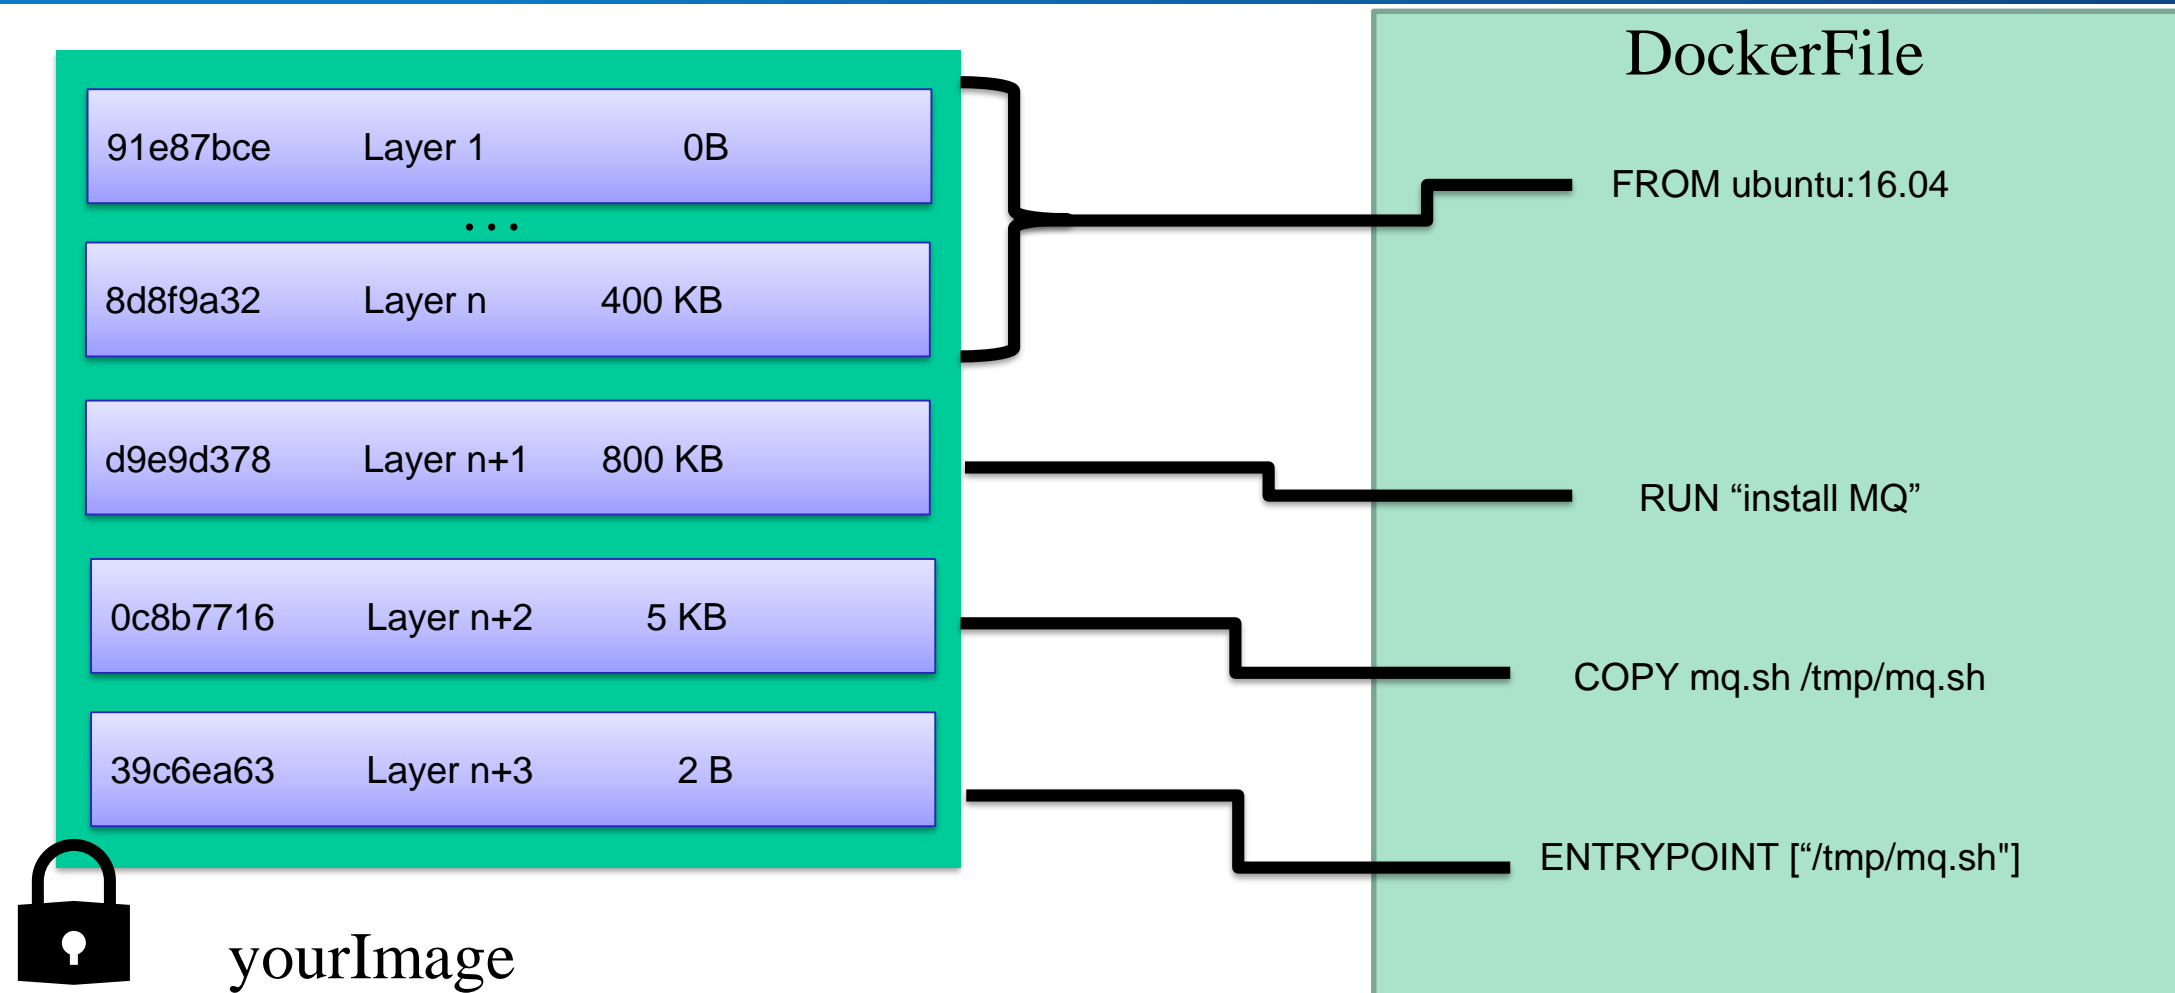 DockerFile
91e87bce Layer 1 0B
...
8d8f9a32 Layer n 400 KB
d9e9d378 Layer n+1 800 KB
0c8b7716 Layer n+2 5 KB
39c6ea63 Layer n+3 2 B
yourImage
FROM ubuntu:16.04
RUN “install MQ”
COPY mq.sh /tmp/mq.sh
ENTRYPOINT [“/tmp/mq.sh"]